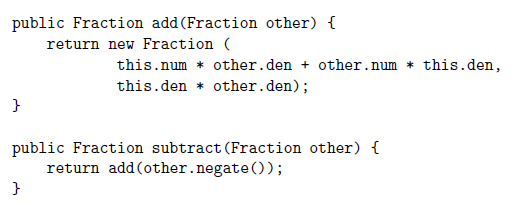 public Fraction add(Fraction other) {
    return new Fraction (
            this.num * other.den + other.num * this.den,
            this.den * other.den);
}

public Fraction subtract(Fraction other) {
    return add(other.negate());
}